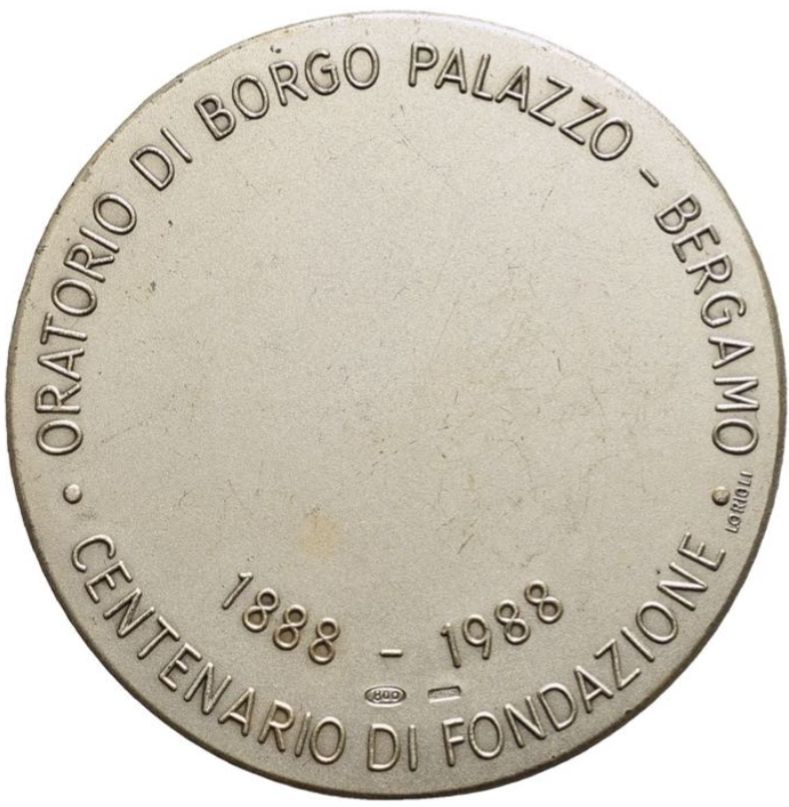 ORATORIO DI BORGO PALAZZO - BERGAMO
• CENTENARIO DI FONDAZIONE •
LORIOLI
1888 - 1988
800